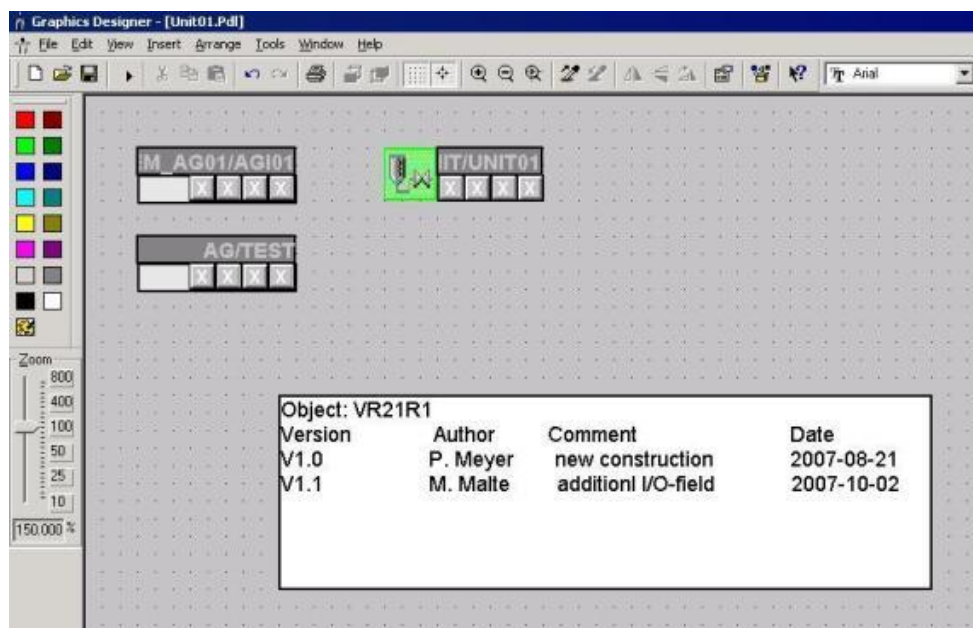 Graphics Designer - [Unit01.Pdl]
File Edit View Insert Arrange Tools Window Help
Arial
M_AG01/AGI01
X X X X
IT/UNIT01
X X X X
AG/TEST
X X X X
Zoom
800
400
100
50
25
10
150.000 %
Object: VR21R1
Version Author Comment Date
V1.0 P. Meyer new construction 2007-08-21
V1.1 M. Malte additionl I/O-field 2007-10-02